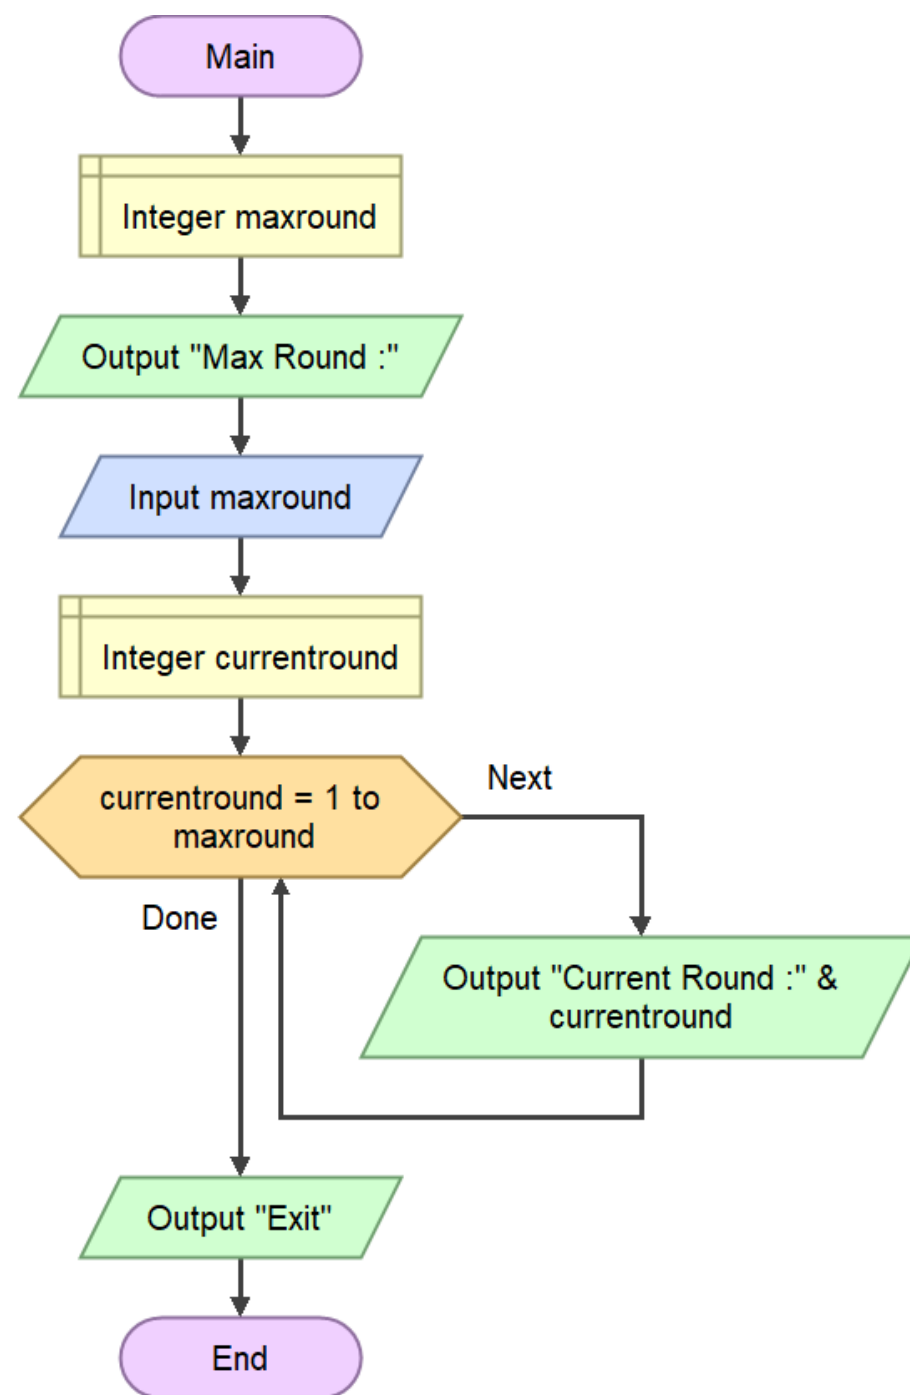 Main
Integer maxround
Output "Max Round :"
Input maxround
Integer currentround
currentround = 1 to
maxround
Next
Done
Output "Current Round :" &
currentround
Output "Exit"
End